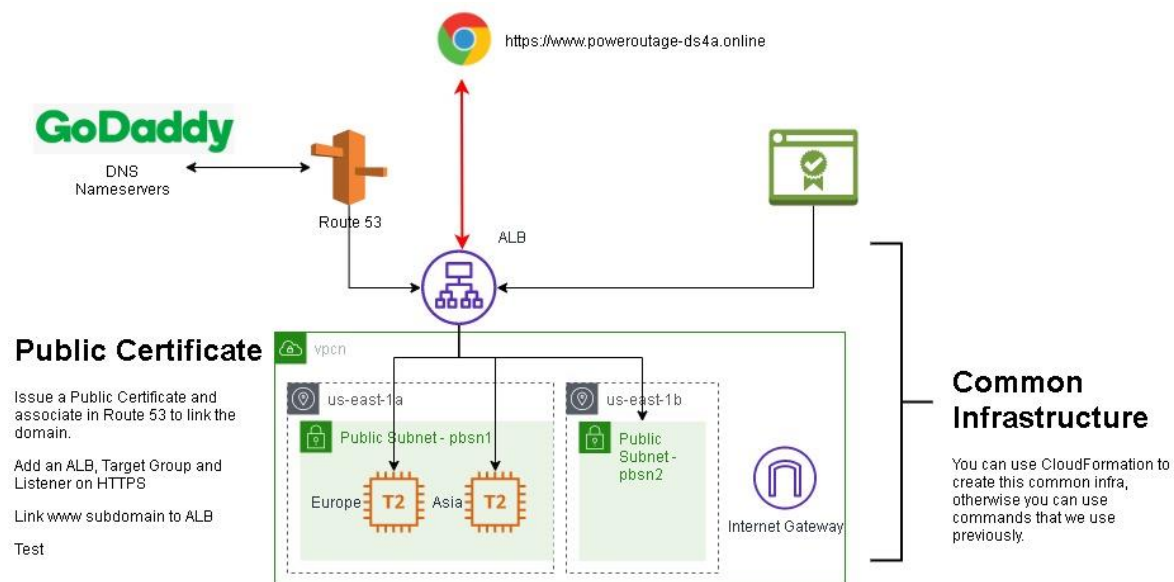 https://www.poweroutage-ds4a.online
GoDaddy
DNS
Nameservers
Route 53
ALB
Public Certificate
Issue a Public Certificate and
associate in Route 53 to link the
domain.
Add an ALB, Target Group and
Listener on HTTPS
Link www subdomain to ALB
Test
vpcn
us-east-1a
Public Subnet - pbsn1
Europe
T2
Asia
T2
us-east-1b
Public
Subnet -
pbsn2
Internet Gateway
Common
Infrastructure
You can use CloudFormation to
create this common infra,
otherwise you can use
commands that we use
previously.